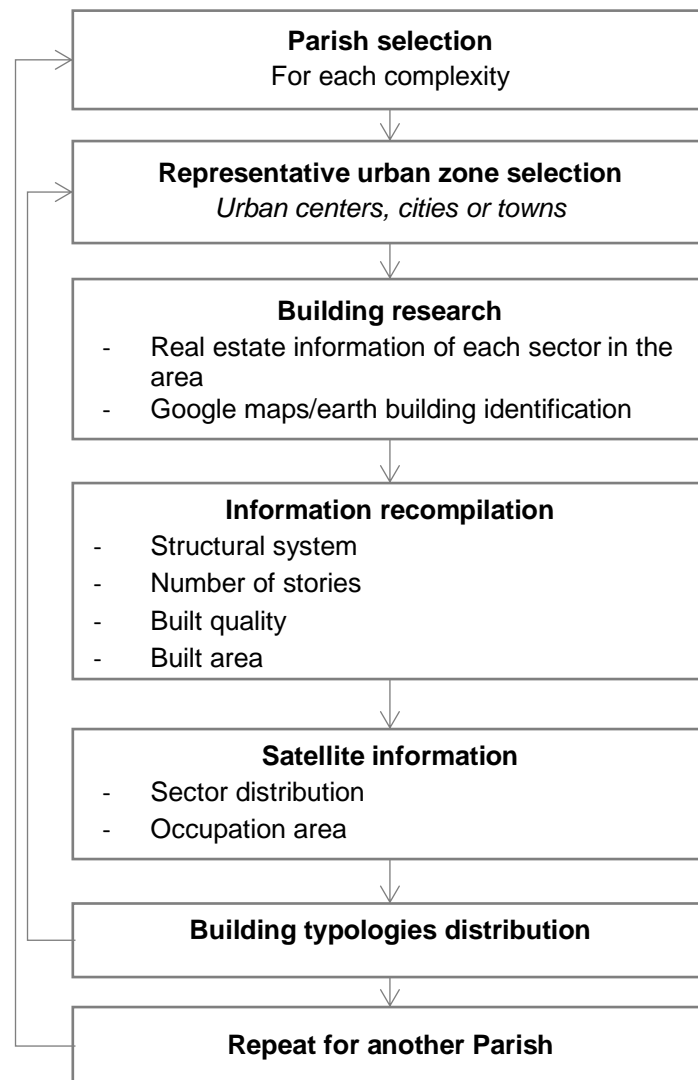 Parish selection
For each complexity
Representative urban zone selection
Urban centers, cities or towns
Building research
- Real estate information of each sector in the
area
- Google maps/earth building identification
Information recompilation
- Structural system
- Number of stories
- Built quality
- Built area
Satellite information
- Sector distribution
- Occupation area
Building typologies distribution
Repeat for another Parish